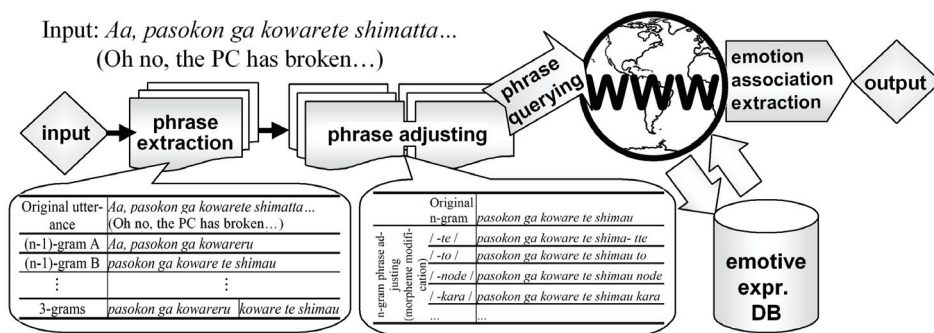 Input: Aa, pasokon ga kowarete shimatta…
(Oh no, the PC has broken…)
input
phrase
extraction
phrase adjusting
phrase
querying
WWW
emotion
association
extraction
output
Original utter-
ance
Aa, pasokon ga kowarete shimatta…
(Oh no, the PC has broken…)
(n-1)-gram A
Aa, pasokon ga kowareru
(n-1)-gram B
pasokon ga koware te shimau
⋮
⋮
3-grams
pasokon ga kowareru
koware te shimau
Original
n-gram
pasokon ga koware te shimau
n-gram phrase ad-
justing
(morpheme modifi-
cation)
/ -te /
pasokon ga koware te shima- tte
/ -to /
pasokon ga koware te shimau to
/ -node /
pasokon ga koware te shimau node
/ -kara /
pasokon ga koware te shimau kara
...
...
emotive
expr.
DB